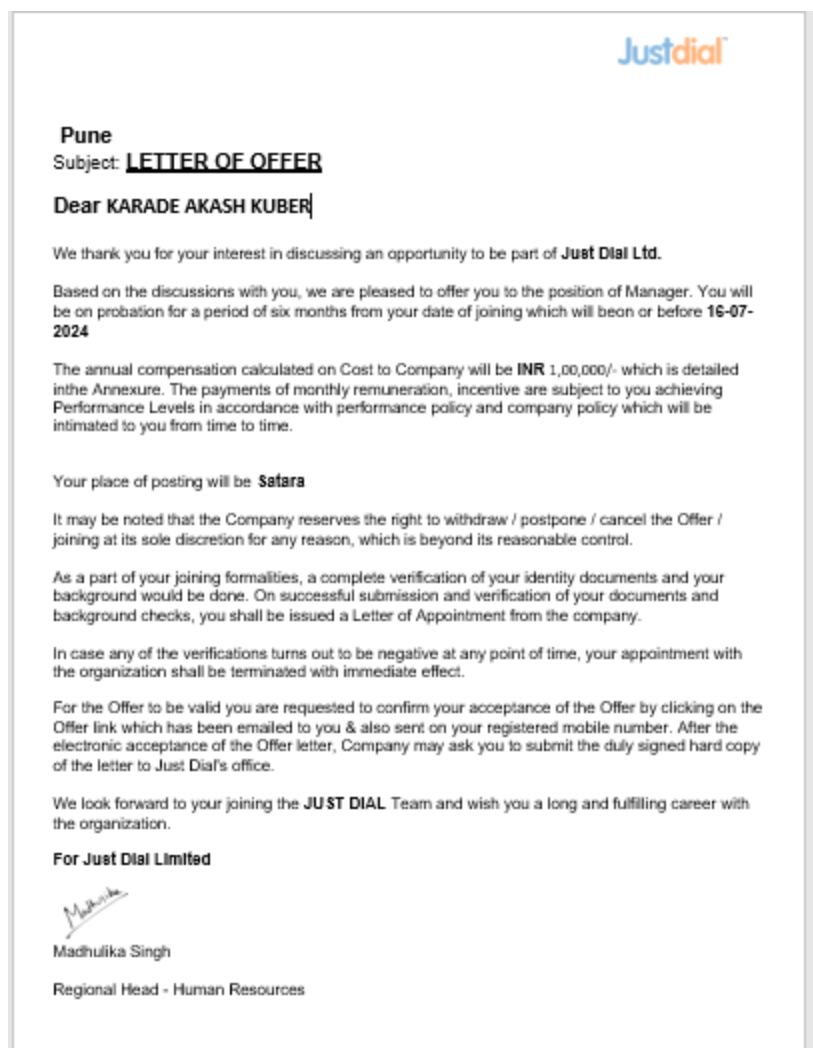 Justdial™
Pune
Subject: LETTER OF OFFER
Dear KARADE AKASH KUBER
We thank you for your interest in discussing an opportunity to be part of Just Dial Ltd.
Based on the discussions with you, we are pleased to offer you to the position of Manager. You will
be on probation for a period of six months from your date of joining which will beon or before 16-07-
2024
The annual compensation calculated on Cost to Company will be INR 1,00,000/- which is detailed
inthe Annexure. The payments of monthly remuneration, incentive are subject to you achieving
Performance Levels in accordance with performance policy and company policy which will be
intimated to you from time to time.
Your place of posting will be Satara
It may be noted that the Company reserves the right to withdraw / postpone / cancel the Offer /
joining at its sole discretion for any reason, which is beyond its reasonable control.
As a part of your joining formalities, a complete verification of your identity documents and your
background would be done. On successful submission and verification of your documents and
background checks, you shall be issued a Letter of Appointment from the company.
In case any of the verifications turns out to be negative at any point of time, your appointment with
the organization shall be terminated with immediate effect.
For the Offer to be valid you are requested to confirm your acceptance of the Offer by clicking on the
Offer link which has been emailed to you & also sent on your registered mobile number. After the
electronic acceptance of the Offer letter, Company may ask you to submit the duly signed hard copy
of the letter to Just Dial's office.
We look forward to your joining the JUST DIAL Team and wish you a long and fulfilling career with
the organization.
For Just Dial Limited
Madhulika
Madhulika Singh
Regional Head - Human Resources